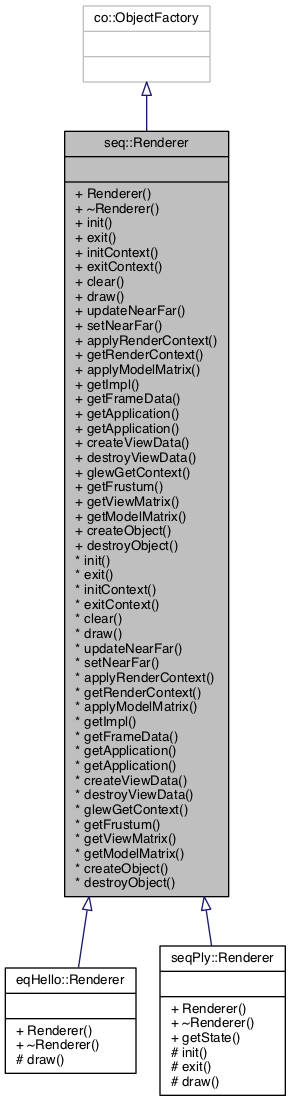 co::ObjectFactory
seq::Renderer
+ Renderer()
+ ~Renderer()
+ init()
+ exit()
+ initContext()
+ exitContext()
+ clear()
+ draw()
+ updateNearFar()
+ setNearFar()
+ applyRenderContext()
+ getRenderContext()
+ applyModelMatrix()
+ getImpl()
+ getFrameData()
+ getApplication()
+ getApplication()
+ createViewData()
+ destroyViewData()
+ glewGetContext()
+ getFrustum()
+ getViewMatrix()
+ getModelMatrix()
+ createObject()
+ destroyObject()
* init()
* exit()
* initContext()
* exitContext()
* clear()
* draw()
* updateNearFar()
* setNearFar()
* applyRenderContext()
* getRenderContext()
* applyModelMatrix()
* getImpl()
* getFrameData()
* getApplication()
* getApplication()
* createViewData()
* destroyViewData()
* glewGetContext()
* getFrustum()
* getViewMatrix()
* getModelMatrix()
* createObject()
* destroyObject()
eqHello::Renderer
+ Renderer()
+ ~Renderer()
# draw()
seqPly::Renderer
+ Renderer()
+ ~Renderer()
+ getState()
# init()
# exit()
# draw()